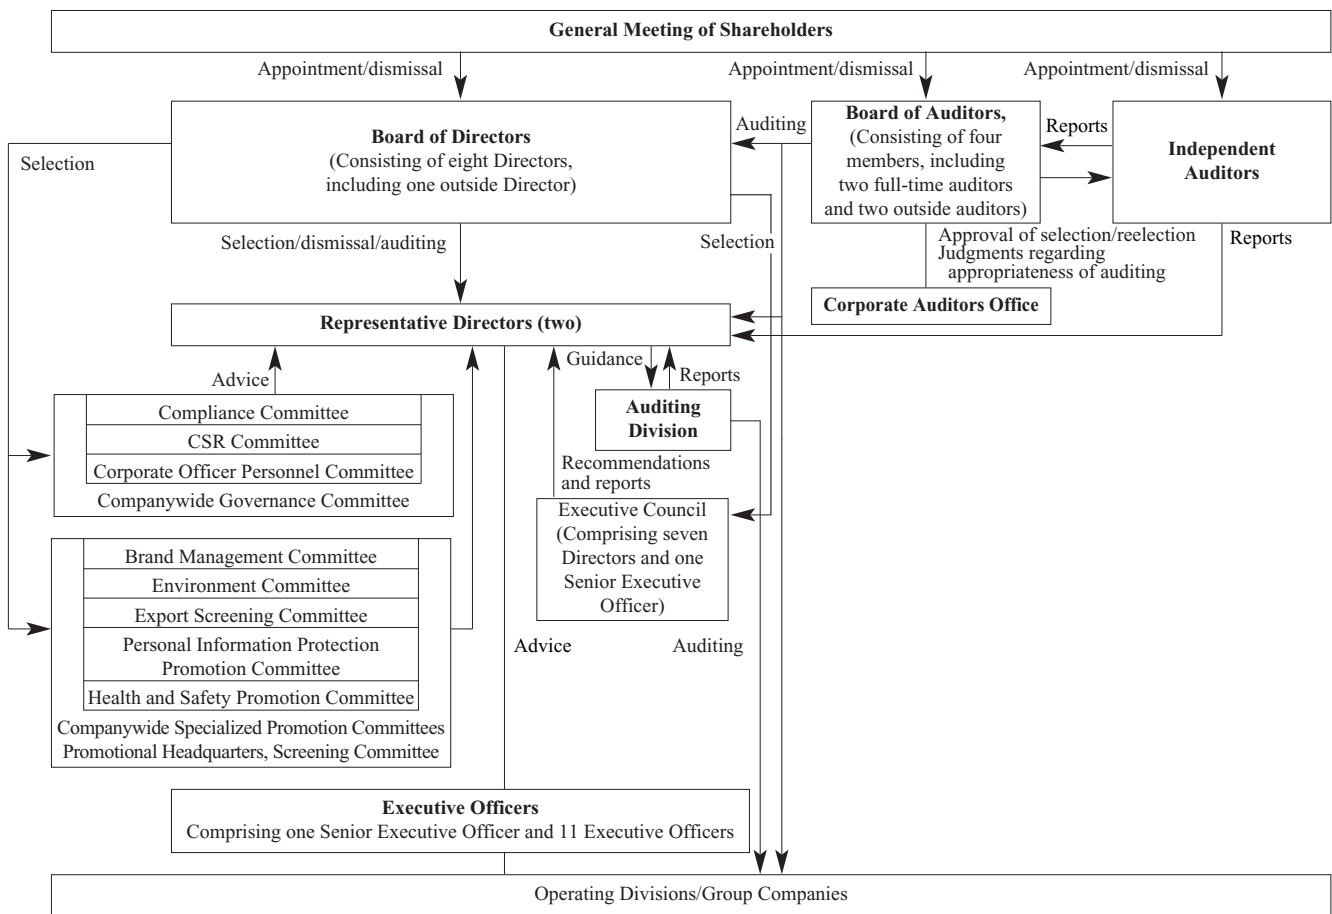 General Meeting of Shareholders
Appointment/dismissal
Appointment/dismissal
Appointment/dismissal
Board of Directors
(Consisting of eight Directors,
including one outside Director)
Auditing
Board of Auditors,
(Consisting of four
members, including
two full-time auditors
and two outside auditors)
Reports
Independent
Auditors
Selection
Selection/dismissal/auditing
Selection
Approval of selection/reelection
Judgments regarding
appropriateness of auditing
Reports
Corporate Auditors Office
Representative Directors (two)
Advice
Guidance
Reports
Auditing
Division
Compliance Committee
CSR Committee
Corporate Officer Personnel Committee
Companywide Governance Committee
Recommendations
and reports
Executive Council
(Comprising seven
Directors and one
Senior Executive
Officer)
Brand Management Committee
Environment Committee
Export Screening Committee
Personal Information Protection
Promotion Committee
Health and Safety Promotion Committee
Companywide Specialized Promotion Committees
Promotional Headquarters, Screening Committee
Advice
Auditing
Executive Officers
Comprising one Senior Executive Officer and 11 Executive Officers
Operating Divisions/Group Companies